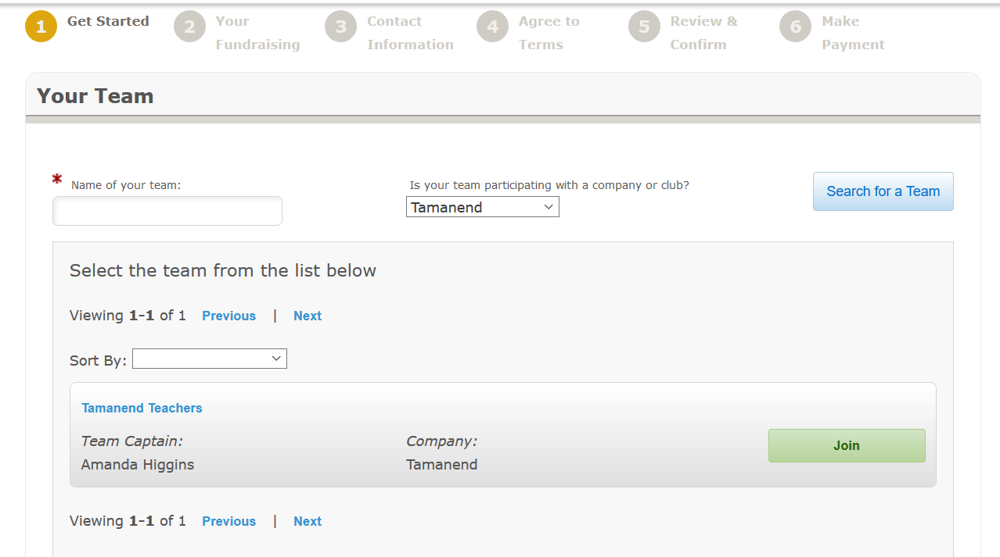 1 Get Started
2 Your
Fundraising
3 Contact
Information
4 Agree to
Terms
5 Review &
Confirm
6 Make
Payment
Your Team
* Name of your team:
Is your team participating with a company or club?
Tamanend
Search for a Team
Select the team from the list below
Viewing 1-1 of 1 Previous | Next
Sort By:
Tamanend Teachers
Team Captain:
Amanda Higgins
Company:
Tamanend
Join
Viewing 1-1 of 1 Previous | Next